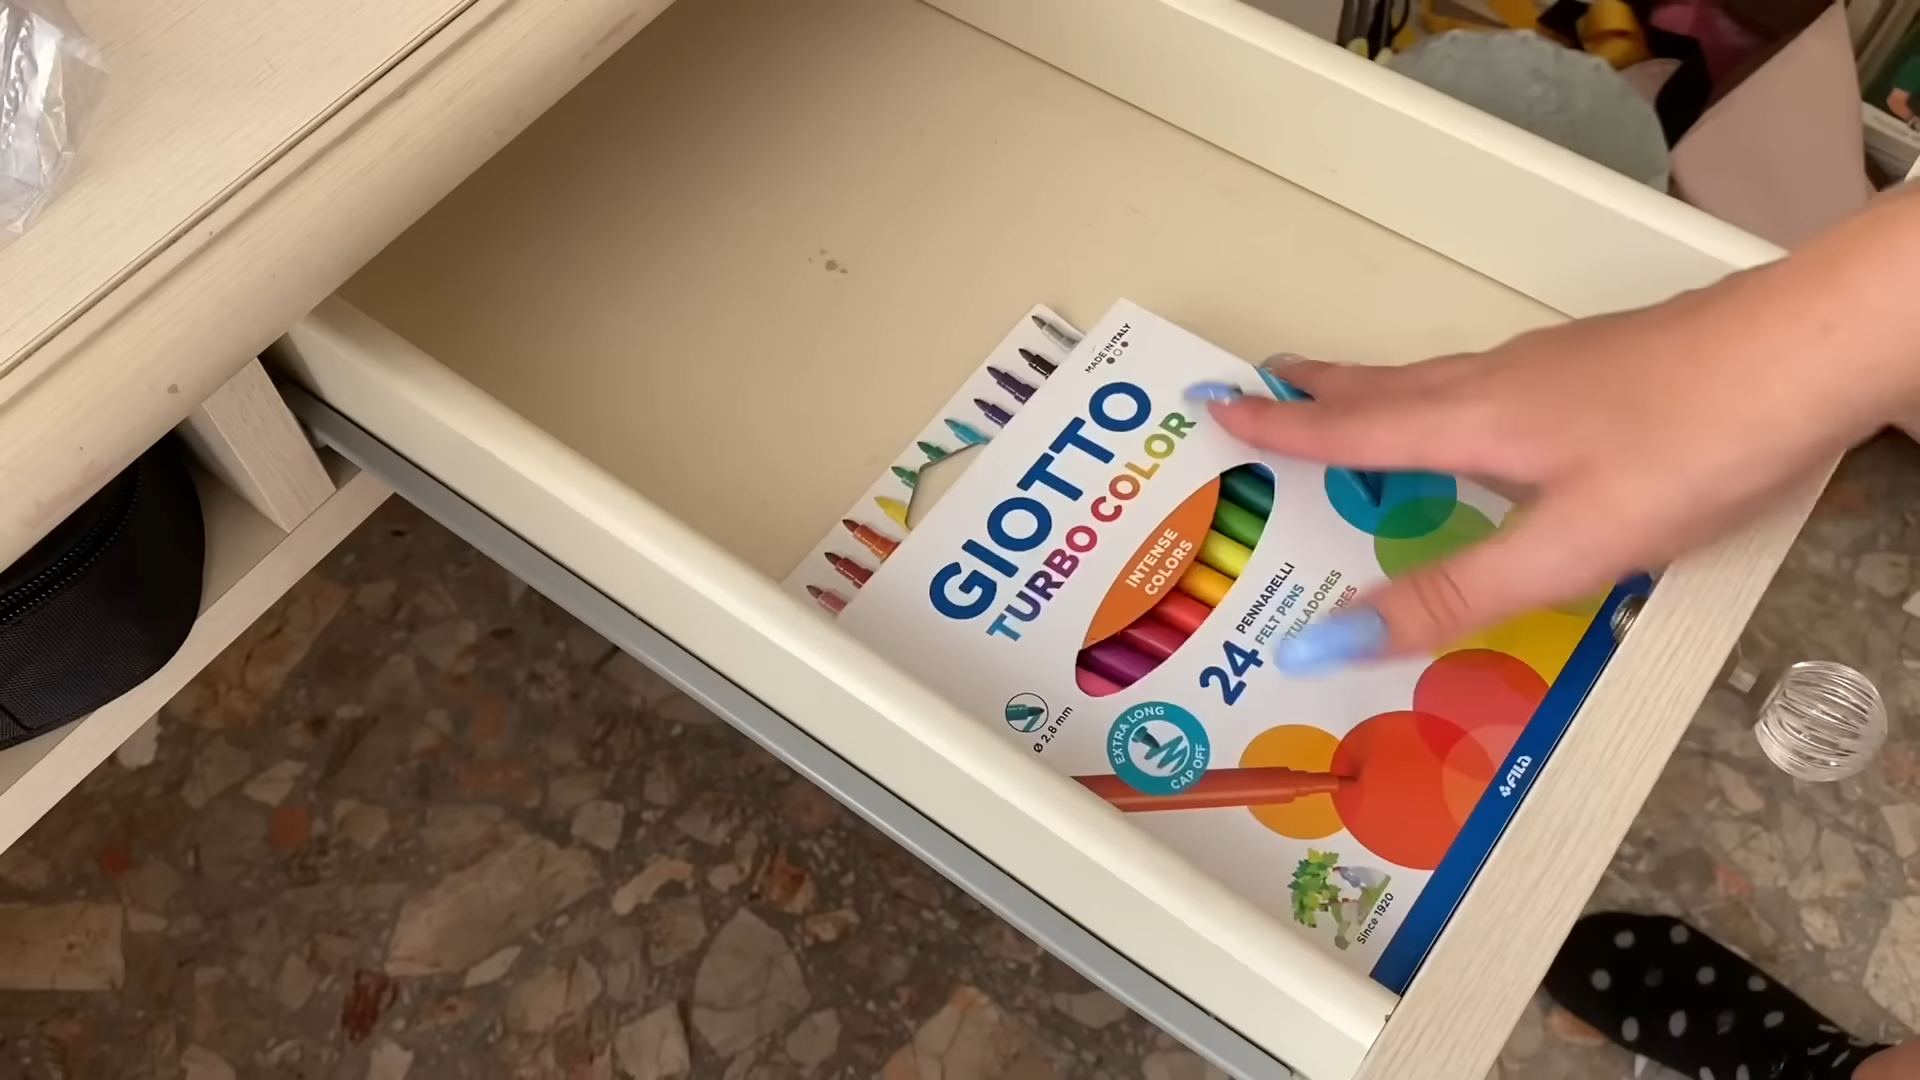 MADE IN ITALY
GIOTTO
TURBO COLOR
INTENSE
COLORS
24
PENNARELLI
FELT PENS
Ø 2,8 mm
EXTRA LONG
CAP OFF
FILA
Since 1920